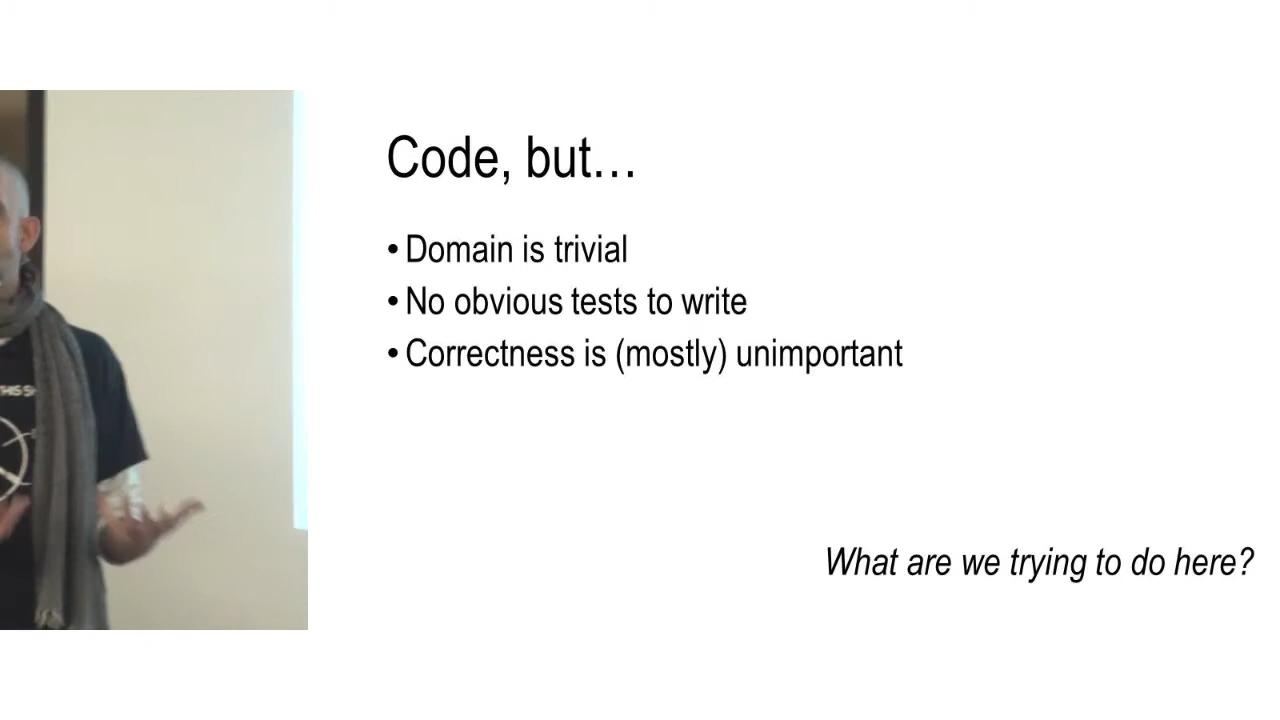 Code, but…
• Domain is trivial
• No obvious tests to write
• Correctness is (mostly) unimportant
What are we trying to do here?
THIS